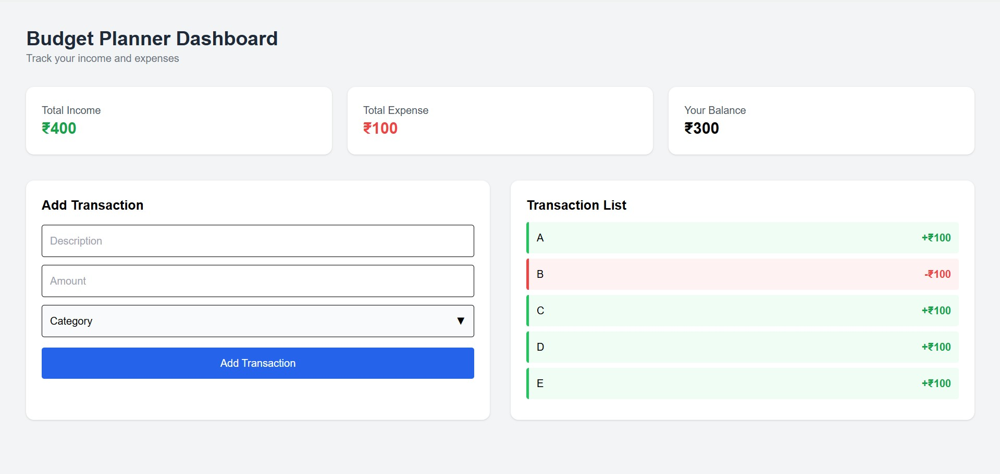 Budget Planner Dashboard
Track your income and expenses
Total Income
₹400
Total Expense
₹100
Your Balance
₹300
Add Transaction
Description
Amount
Category ▼
Add Transaction
Transaction List
A +₹100
B -₹100
C +₹100
D +₹100
E +₹100